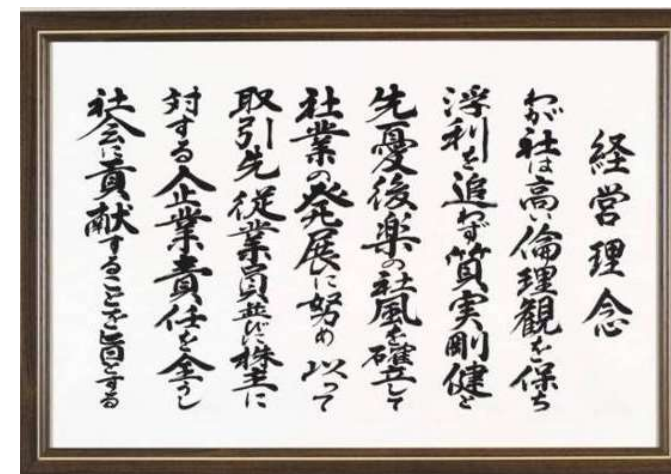 経営理念
わが社は高い倫理観を保ち
浮利を追わず質実剛健と
先憂後楽の社風を確立して
社業の発展に努め以って
取引先従業員並びに株主に
対する企業責任を全うし
社会に貢献することを旨とする